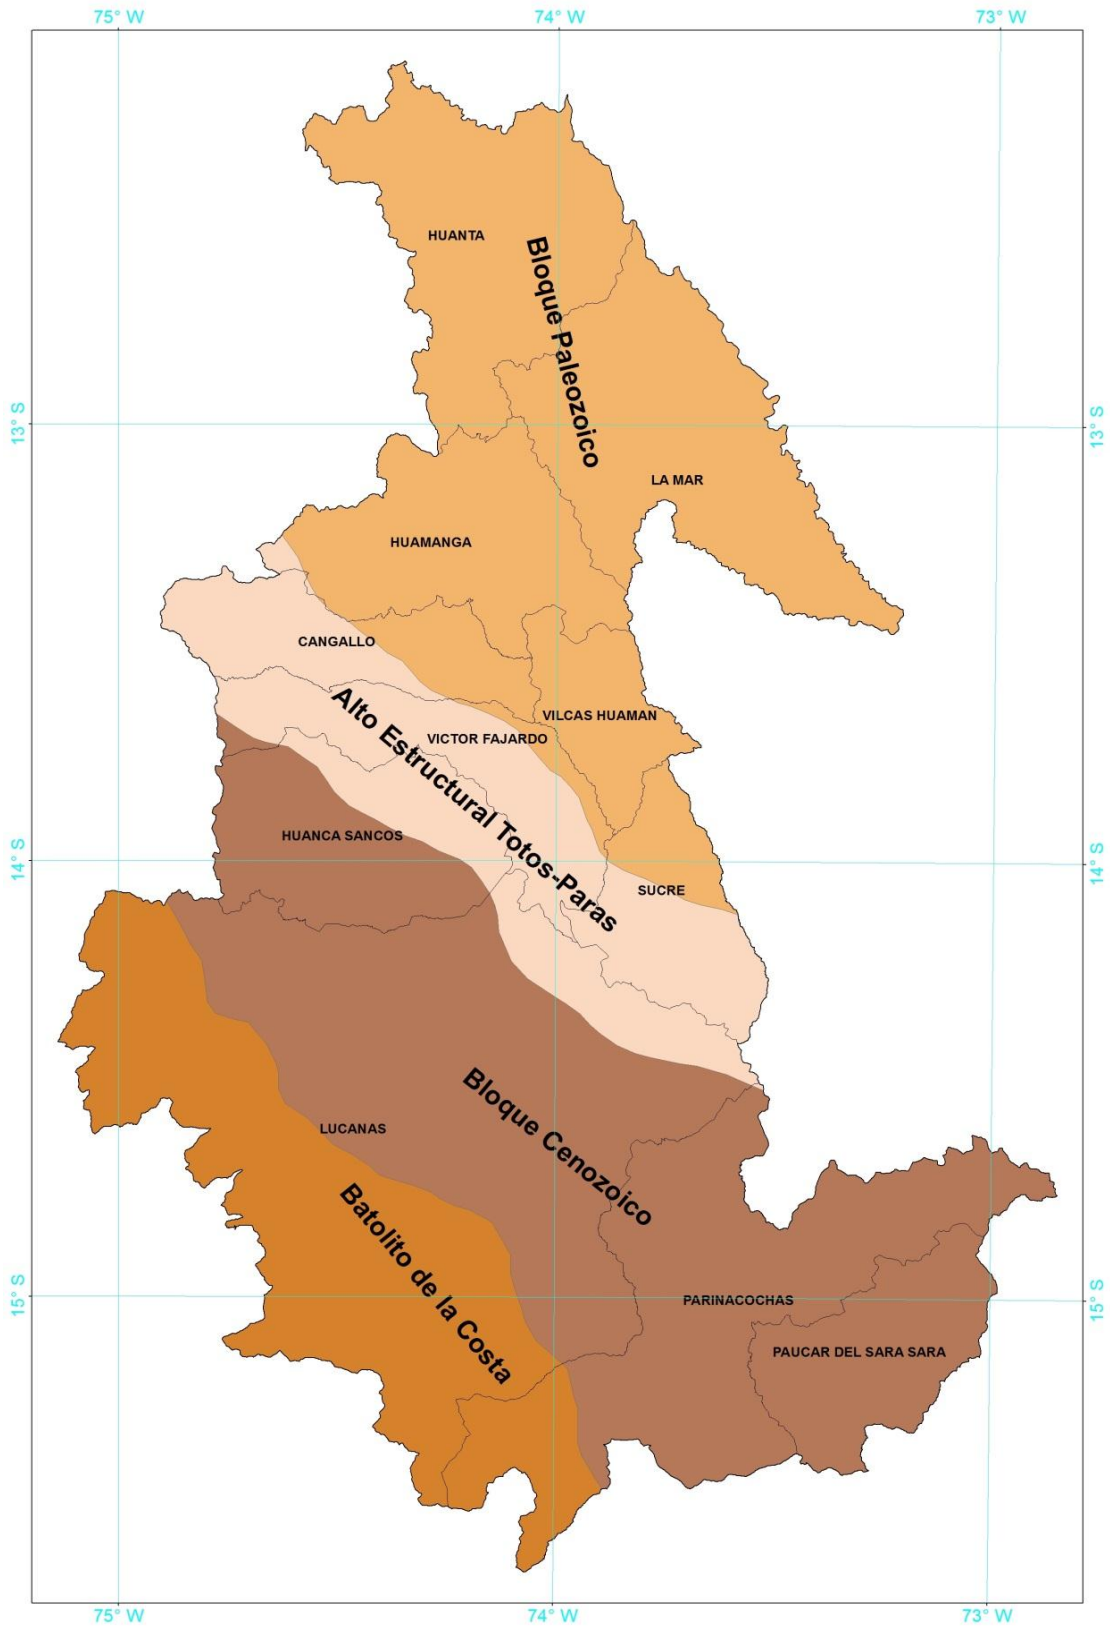 75° W
74° W
73° W
HUANTA
Bloque Paleozoico
13° S
13° S
LA MAR
HUAMANGA
CANGALLO
Alto Estructural Totos-Paras
VILCAS HUAMAN
VICTOR FAJARDO
HUANCA SANCOS
14° S
14° S
SUCRE
Bloque Cenozoico
LUCANAS
Batolito de la Costa
15° S
15° S
PARINACOCHAS
PAUCAR DEL SARA SARA
75° W
74° W
73° W